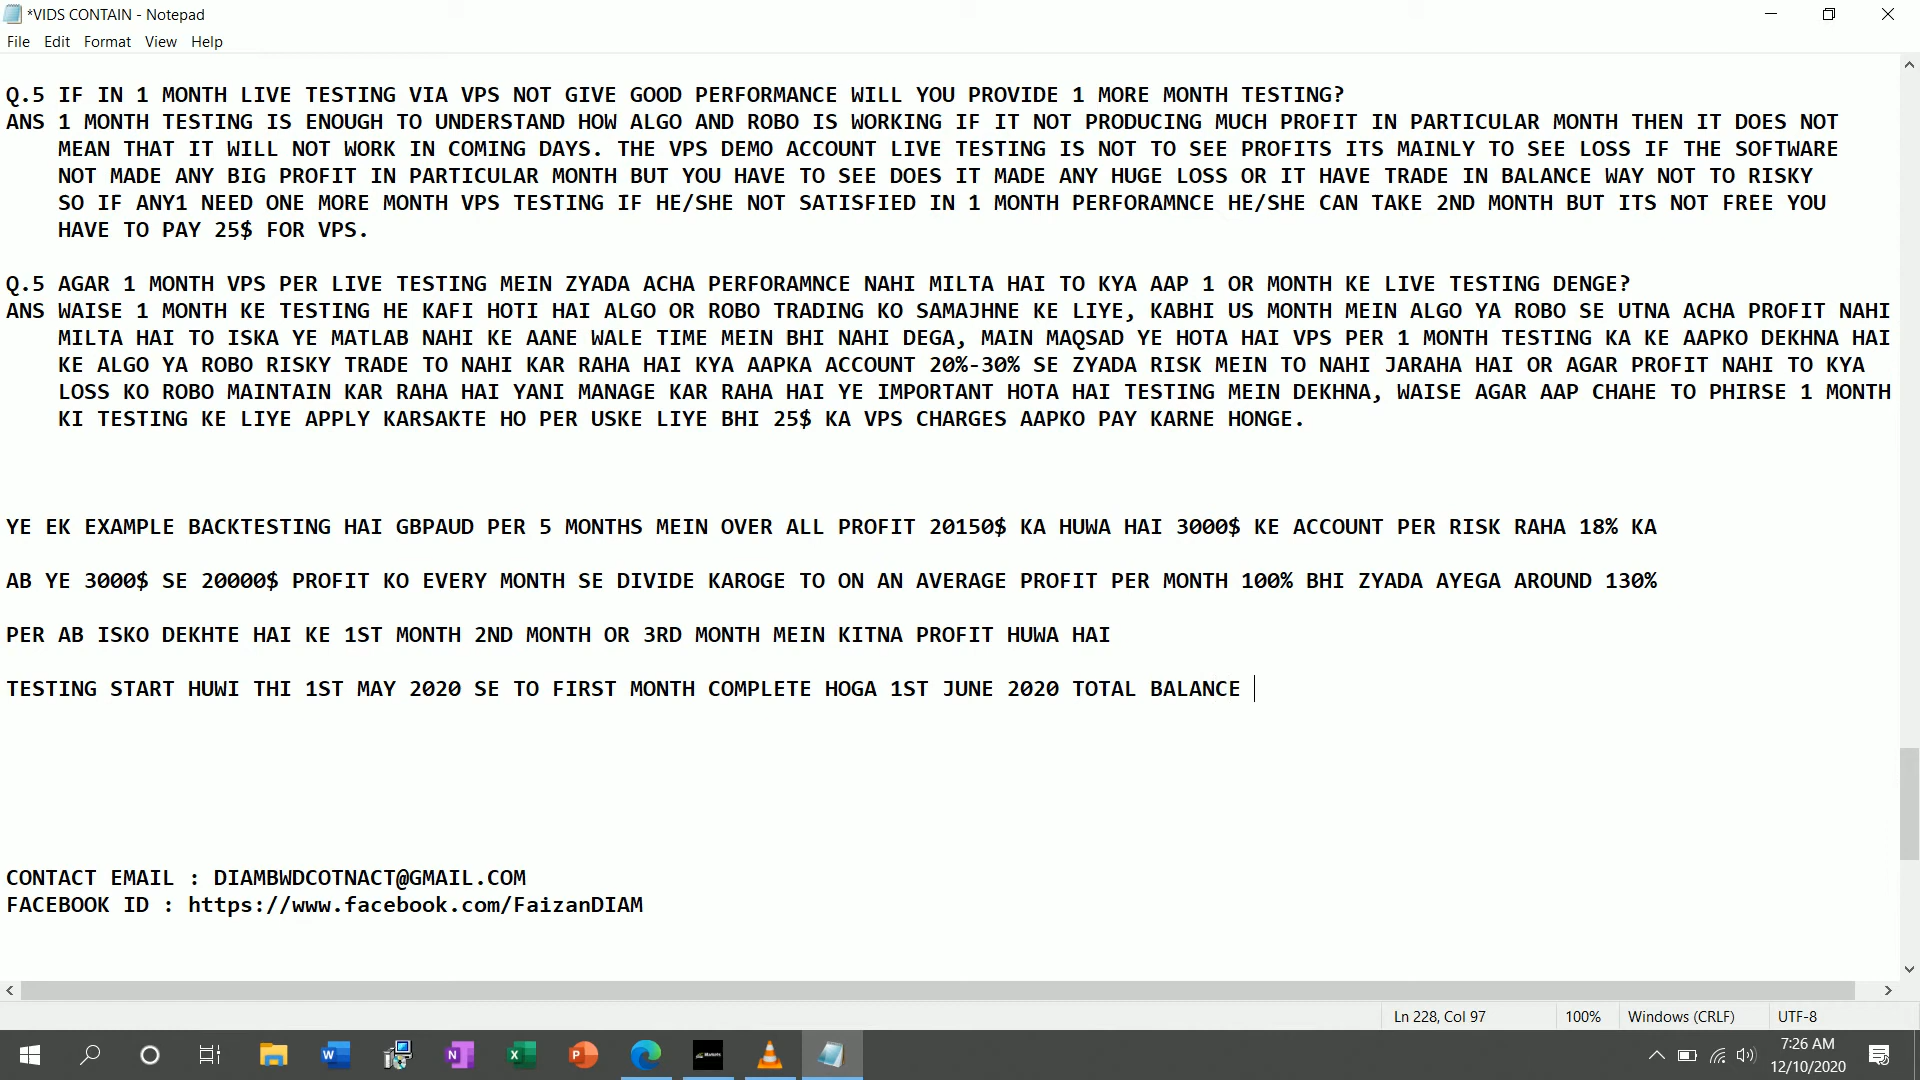 *VIDS CONTAIN - Notepad
File Edit Format View Help
Q.5 IF IN 1 MONTH LIVE TESTING VIA VPS NOT GIVE GOOD PERFORMANCE WILL YOU PROVIDE 1 MORE MONTH TESTING?
ANS 1 MONTH TESTING IS ENOUGH TO UNDERSTAND HOW ALGO AND ROBO IS WORKING IF IT NOT PRODUCING MUCH PROFIT IN PARTICULAR MONTH THEN IT DOES NOT
MEAN THAT IT WILL NOT WORK IN COMING DAYS. THE VPS DEMO ACCOUNT LIVE TESTING IS NOT TO SEE PROFITS ITS MAINLY TO SEE LOSS IF THE SOFTWARE
NOT MADE ANY BIG PROFIT IN PARTICULAR MONTH BUT YOU HAVE TO SEE DOES IT MADE ANY HUGE LOSS OR IT HAVE TRADE IN BALANCE WAY NOT TO RISKY
SO IF ANY1 NEED ONE MORE MONTH VPS TESTING IF HE/SHE NOT SATISFIED IN 1 MONTH PERFORAMNCE HE/SHE CAN TAKE 2ND MONTH BUT ITS NOT FREE YOU
HAVE TO PAY 25$ FOR VPS.
Q.5 AGAR 1 MONTH VPS PER LIVE TESTING MEIN ZYADA ACHA PERFORAMNCE NAHI MILTA HAI TO KYA AAP 1 OR MONTH KE LIVE TESTING DENGE?
ANS WAISE 1 MONTH KE TESTING HE KAFI HOTI HAI ALGO OR ROBO TRADING KO SAMAJHNE KE LIYE, KABHI US MONTH MEIN ALGO YA ROBO SE UTNA ACHA PROFIT NAHI
MILTA HAI TO ISKA YE MATLAB NAHI KE AANE WALE TIME MEIN BHI NAHI DEGA, MAIN MAQSAD YE HOTA HAI VPS PER 1 MONTH TESTING KA KE AAPKO DEKHNA HAI
KE ALGO YA ROBO RISKY TRADE TO NAHI KAR RAHA HAI KYA AAPKA ACCOUNT 20%-30% SE ZYADA RISK MEIN TO NAHI JARAHA HAI OR AGAR PROFIT NAHI TO KYA
LOSS KO ROBO MAINTAIN KAR RAHA HAI YANI MANAGE KAR RAHA HAI YE IMPORTANT HOTA HAI TESTING MEIN DEKHNA, WAISE AGAR AAP CHAHE TO PHIRSE 1 MONTH
KI TESTING KE LIYE APPLY KARSAKTE HO PER USKE LIYE BHI 25$ KA VPS CHARGES AAPKO PAY KARNE HONGE.
YE EK EXAMPLE BACKTESTING HAI GBPAUD PER 5 MONTHS MEIN OVER ALL PROFIT 20150$ KA HUWA HAI 3000$ KE ACCOUNT PER RISK RAHA 18% KA
AB YE 3000$ SE 20000$ PROFIT KO EVERY MONTH SE DIVIDE KAROGE TO ON AN AVERAGE PROFIT PER MONTH 100% BHI ZYADA AYEGA AROUND 130%
PER AB ISKO DEKHTE HAI KE 1ST MONTH 2ND MONTH OR 3RD MONTH MEIN KITNA PROFIT HUWA HAI
TESTING START HUWI THI 1ST MAY 2020 SE TO FIRST MONTH COMPLETE HOGA 1ST JUNE 2020 TOTAL BALANCE
CONTACT EMAIL : DIAMBWDCOTNACT@GMAIL.COM
FACEBOOK ID : https://www.facebook.com/FaizanDIAM
Ln 228, Col 97 100% Windows (CRLF) UTF-8
7:26 AM
12/10/2020